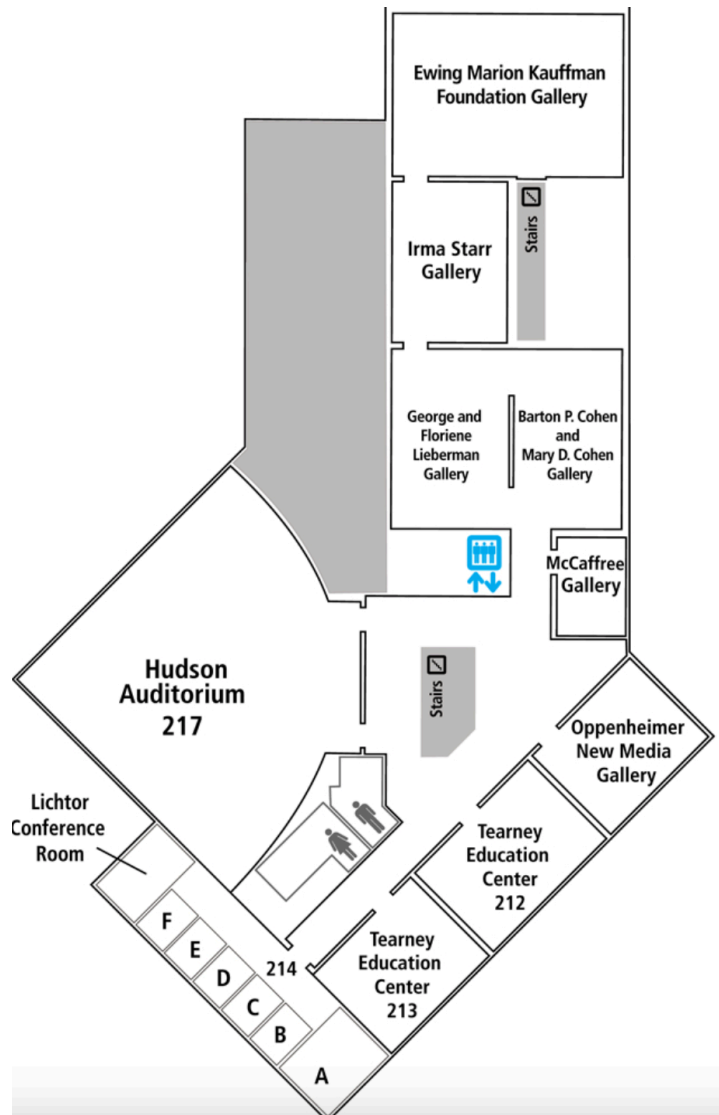 Ewing Marion Kauffman
Foundation Gallery
Stairs
Irma Starr
Gallery
George and
Floriene
Lieberman
Gallery
Barton P. Cohen
and
Mary D. Cohen
Gallery
McCaffree
Gallery
Hudson
Auditorium
217
Stairs
Oppenheimer
New Media
Gallery
Lichtor
Conference
Room
Tearney
Education
Center
212
Tearney
Education
Center
213
214
F
E
D
C
B
A